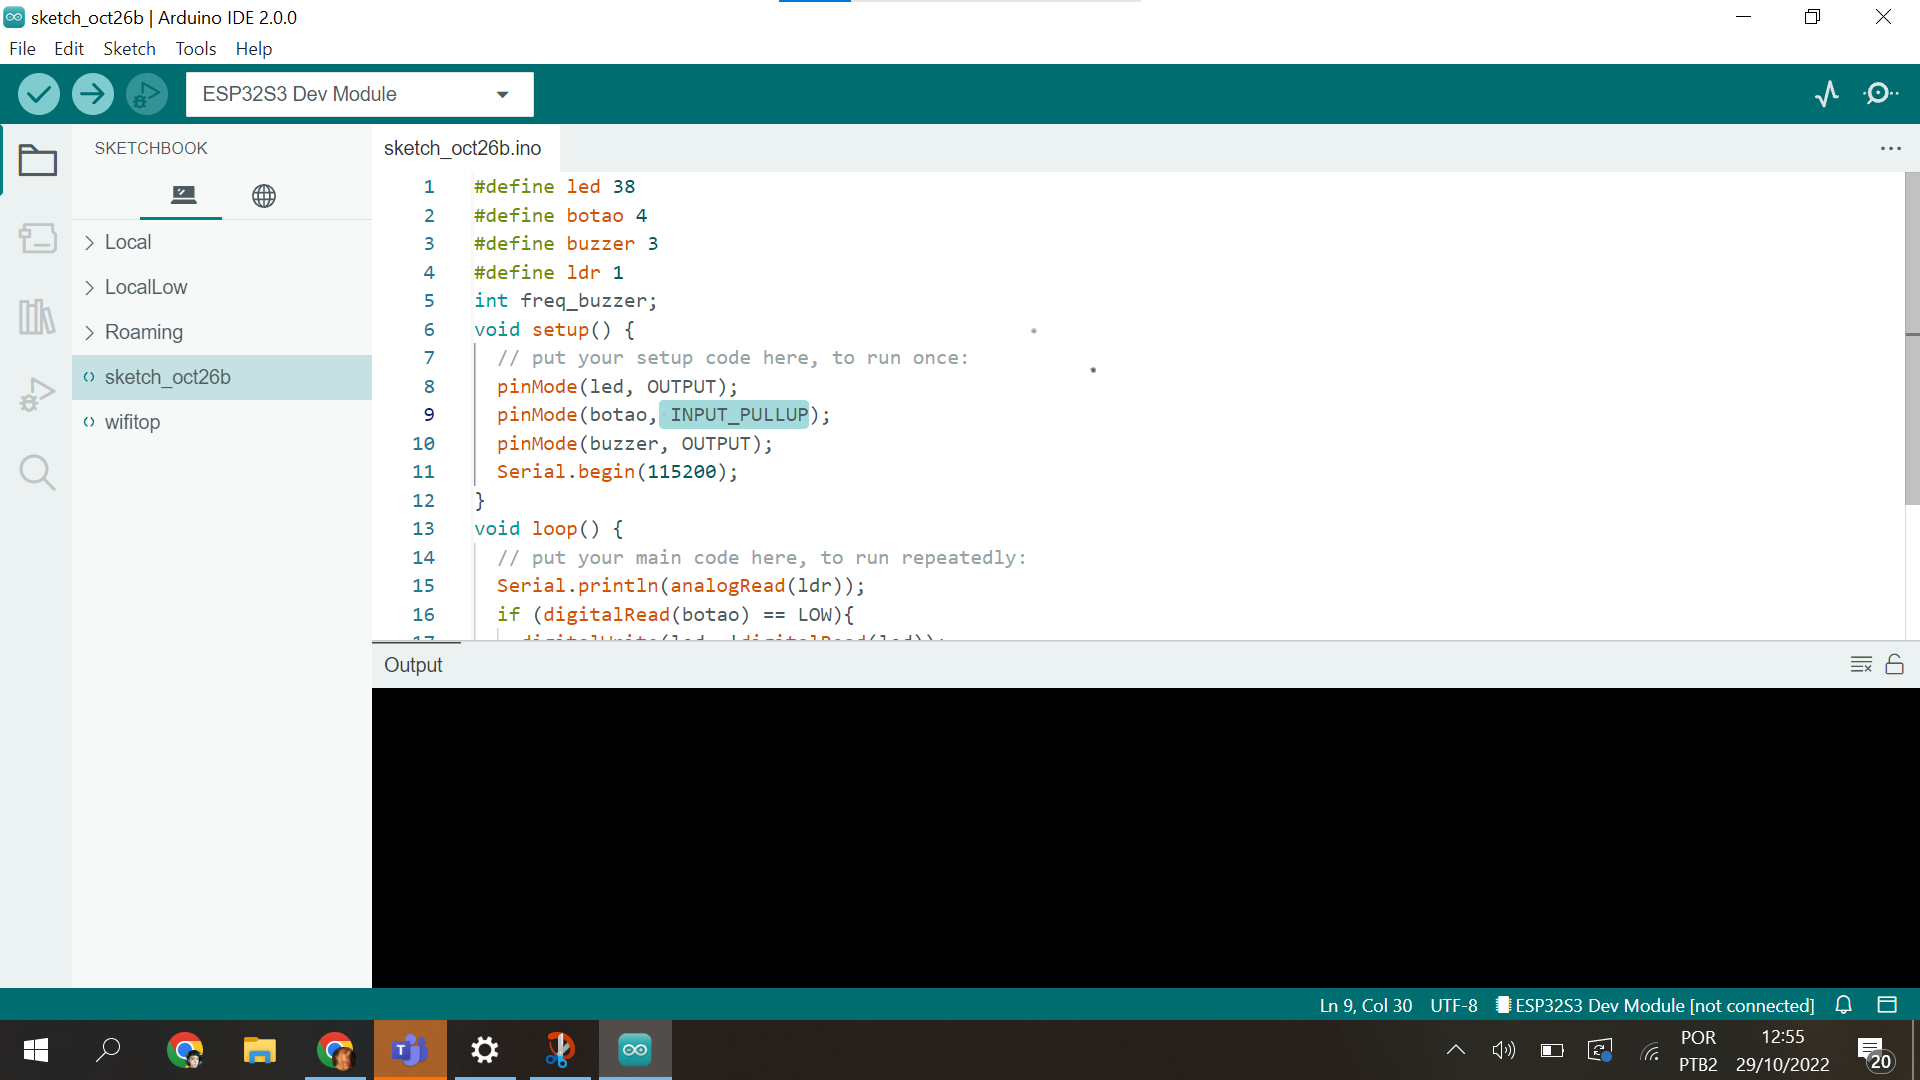 sketch_oct26b | Arduino IDE 2.0.0
File Edit Sketch Tools Help
ESP32S3 Dev Module
SKETCHBOOK
Local
LocalLow
Roaming
sketch_oct26b
wifitop
sketch_oct26b.ino
1 #define led 38
2 #define botao 4
3 #define buzzer 3
4 #define ldr 1
5 int freq_buzzer;
6 void setup() {
7 // put your setup code here, to run once:
8 pinMode(led, OUTPUT);
9 pinMode(botao, INPUT_PULLUP);
10 pinMode(buzzer, OUTPUT);
11 Serial.begin(115200);
12 }
13 void loop() {
14 // put your main code here, to run repeatedly:
15 Serial.println(analogRead(ldr));
16 if (digitalRead(botao) == LOW){
17 digitalWrite(led, !digitalRead(led));
Output
Ln 9, Col 30 UTF-8 ESP32S3 Dev Module [not connected]
POR 12:55
PTB2 29/10/2022 20